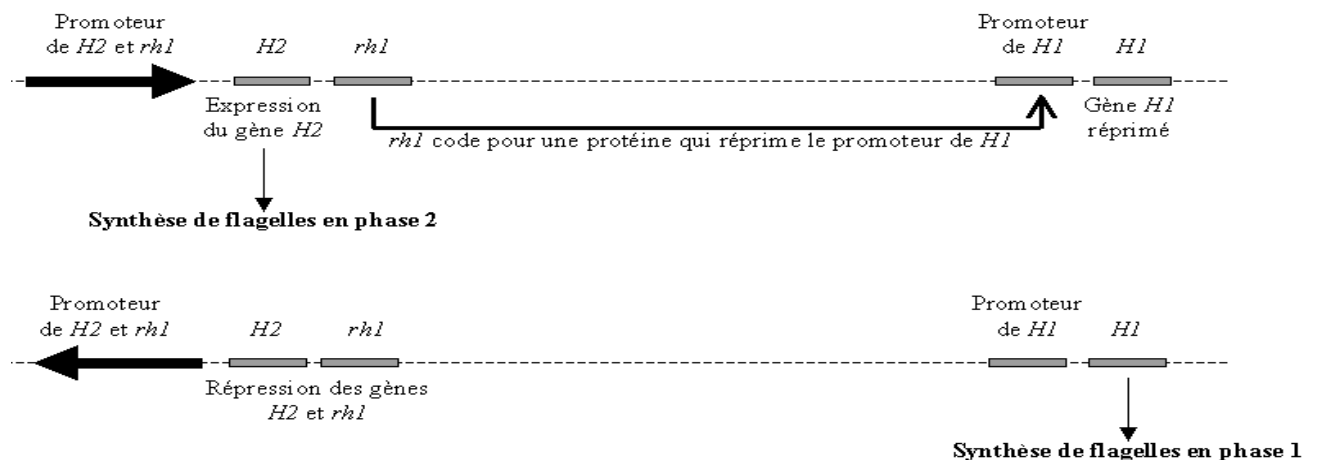 Promoteur
de H2 et rh1
H2
rh1
Promoteur
de H1
H1
Expression
du gène H2
Gène H1
réprimé
rh1 code pour une protéine qui réprime le promoteur de H1
Synthèse de flagelles en phase 2
Promoteur
de H2 et rh1
H2
rh1
Promoteur
de H1
H1
Répression des gènes
H2 et rh1
Synthèse de flagelles en phase 1